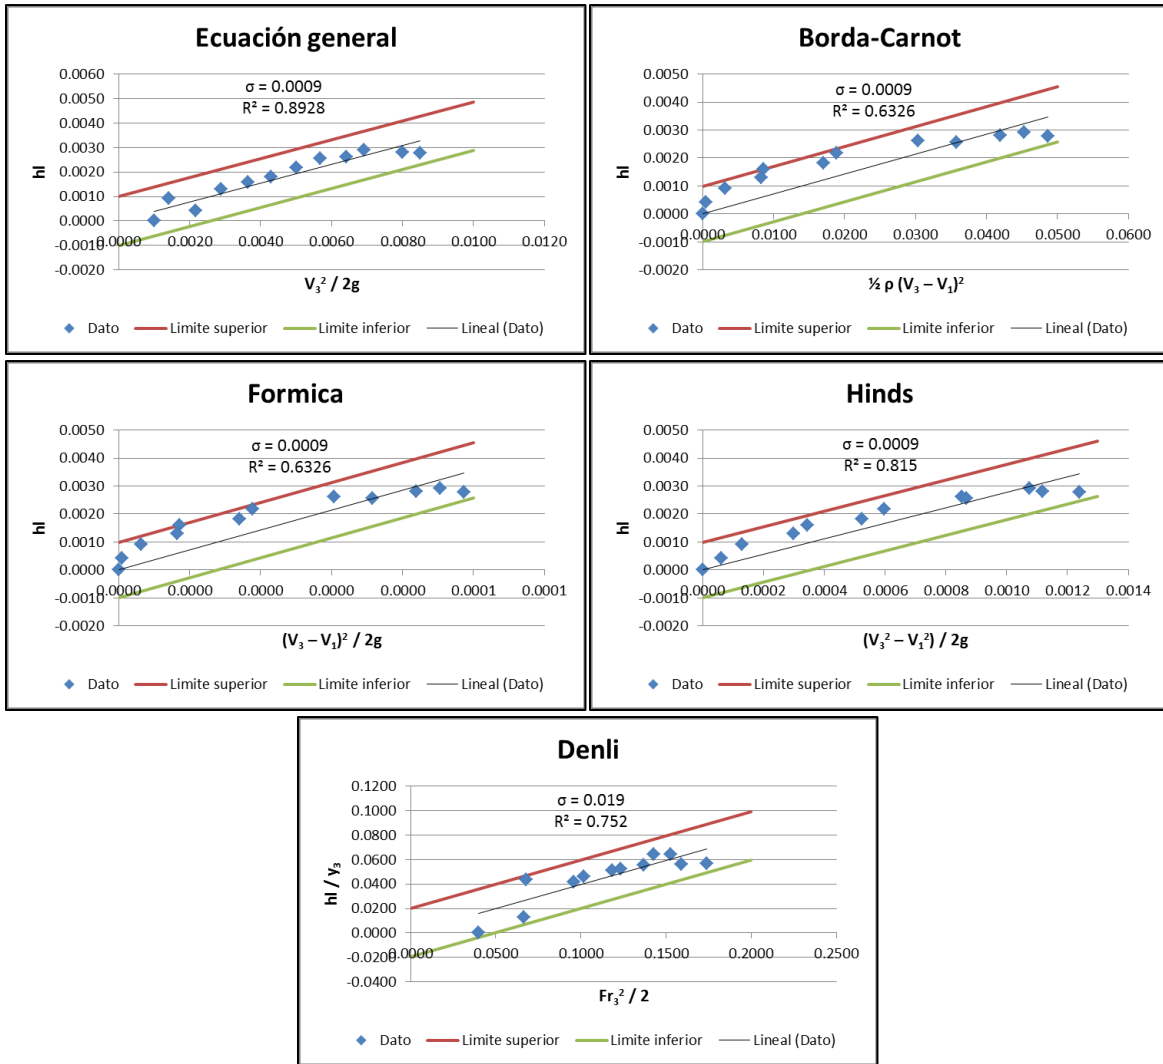 Ecuación general
σ = 0.0009
R² = 0.8928
hl
0.0060
0.0050
0.0040
0.0030
0.0020
0.0010
0.0000
-0.0010
-0.0020
0.0000 0.0020 0.0040 0.0060 0.0080 0.0100 0.0120
V₃² / 2g
Dato Limite superior Limite inferior Lineal (Dato)
Borda-Carnot
σ = 0.0009
R² = 0.6326
hl
0.0050
0.0040
0.0030
0.0020
0.0010
0.0000
-0.0010
-0.0020
0.0000 0.0100 0.0200 0.0300 0.0400 0.0500 0.0600
½ ρ (V₃ – V₁)²
Dato Limite superior Limite inferior Lineal (Dato)
Formica
σ = 0.0009
R² = 0.6326
hl
0.0050
0.0040
0.0030
0.0020
0.0010
0.0000
-0.0010
-0.0020
0.0000 0.0000 0.0000 0.0000 0.0000 0.0001 0.0001
(V₃ – V₁)² / 2g
Dato Limite superior Limite inferior Lineal (Dato)
Hinds
σ = 0.0009
R² = 0.815
hl
0.0050
0.0040
0.0030
0.0020
0.0010
0.0000
-0.0010
-0.0020
0.0000 0.0002 0.0004 0.0006 0.0008 0.0010 0.0012 0.0014
(V₃² – V₁²) / 2g
Dato Limite superior Limite inferior Lineal (Dato)
Denli
σ = 0.019
R² = 0.752
hl / y₃
0.1200
0.1000
0.0800
0.0600
0.0400
0.0200
0.0000
-0.0200
-0.0400
0.0000 0.0500 0.1000 0.1500 0.2000 0.2500
Fr₃² / 2
Dato Limite superior Limite inferior Lineal (Dato)